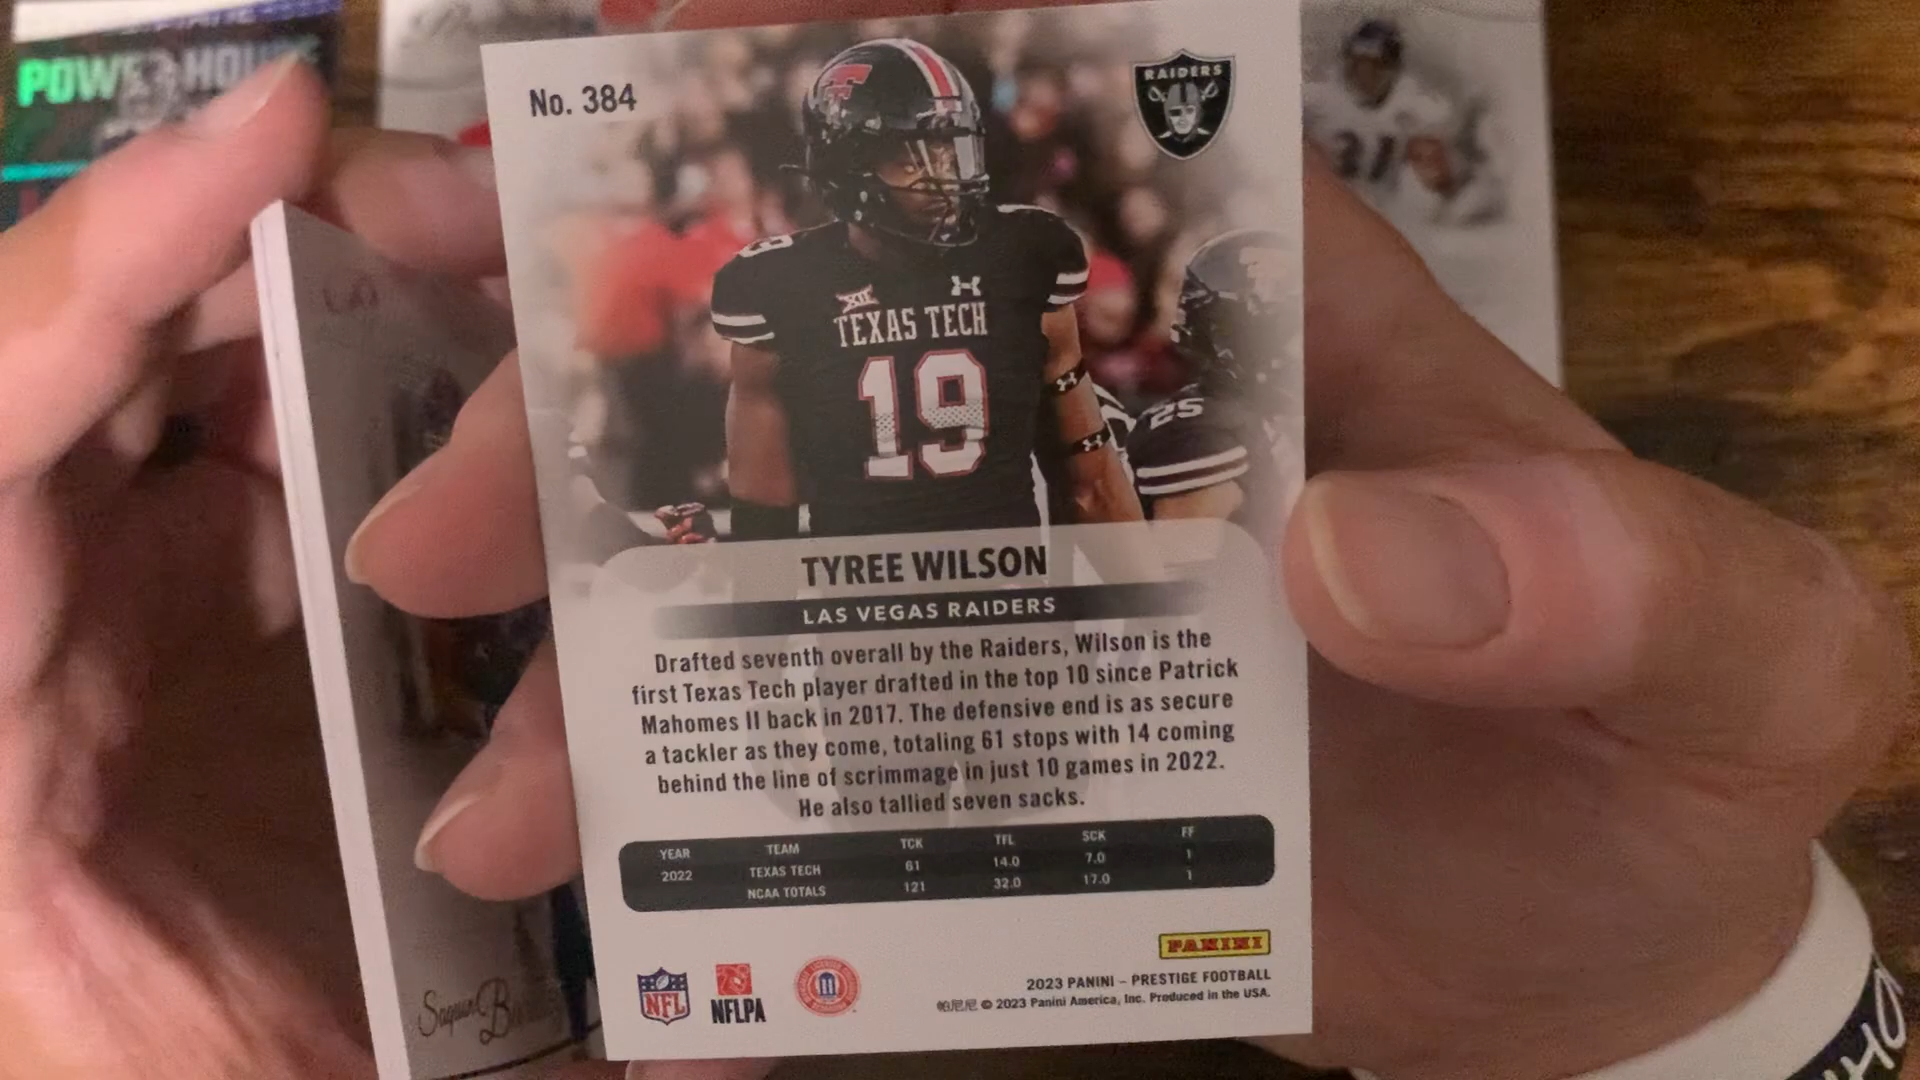 POWERHOUSE
No. 384
RAIDERS
31
19
XII
TEXAS TECH
19
25
TYREE WILSON
LAS VEGAS RAIDERS
Drafted seventh overall by the Raiders, Wilson is the
first Texas Tech player drafted in the top 10 since Patrick
Mahomes II back in 2017. The defensive end is as secure
a tackler as they come, totaling 61 stops with 14 coming
behind the line of scrimmage in just 10 games in 2022.
He also tallied seven sacks.
YEAR TEAM TCK TFL SCK FF
2022 TEXAS TECH 61 14.0 7.0 1
NCAA TOTALS 121 32.0 17.0 1
PANINI
NFL
NFLPA
2023 PANINI – PRESTIGE FOOTBALL
帕尼尼 © 2023 Panini America, Inc. Produced in the USA.